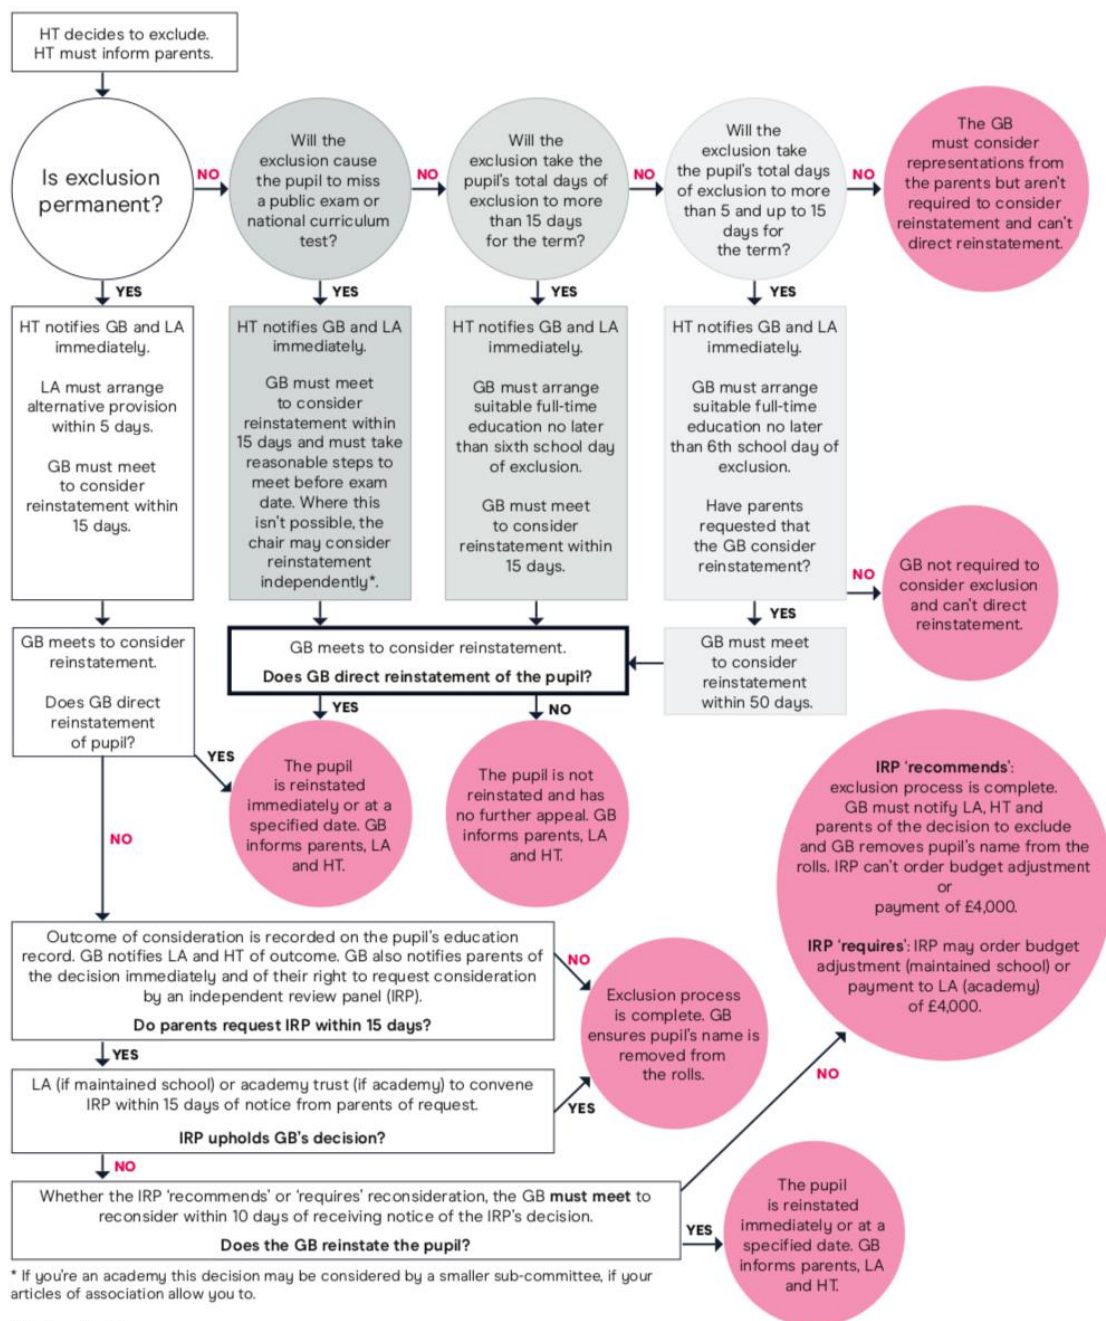 HT decides to exclude.
HT must inform parents.
Is exclusion
permanent?
NO
Will the
exclusion cause
the pupil to miss
a public exam or
national curriculum
test?
NO
Will the
exclusion take the
pupil's total days of
exclusion to more
than 15 days
for the term?
NO
Will the
exclusion take
the pupil's total days
of exclusion to more
than 5 and up to 15
days for
the term?
NO
The GB
must consider
representations from
the parents but aren't
required to consider
reinstatement and can't
direct reinstatement.
YES
YES
YES
YES
HT notifies GB and LA
immediately.
LA must arrange
alternative provision
within 5 days.
GB must meet
to consider
reinstatement within
15 days.
HT notifies GB and LA
immediately.
GB must meet
to consider
reinstatement within
15 days and must take
reasonable steps to
meet before exam
date. Where this
isn't possible, the
chair may consider
reinstatement
independently*.
HT notifies GB and LA
immediately.
GB must arrange
suitable full-time
education no later
than sixth school day
of exclusion.
GB must meet
to consider
reinstatement within
15 days.
HT notifies GB and LA
immediately.
GB must arrange
suitable full-time
education no later
than 6th school day of
exclusion.
Have parents
requested that
the GB consider
reinstatement?
NO
GB not required to
consider exclusion
and can't direct
reinstatement.
YES
GB must meet
to consider
reinstatement
within 50 days.
GB meets to consider
reinstatement.
Does GB direct
reinstatement
of pupil?
GB meets to consider reinstatement.
Does GB direct reinstatement of the pupil?
YES
NO
YES
The pupil
is reinstated
immediately or at a
specified date. GB
informs parents, LA
and HT.
The pupil is not
reinstated and has
no further appeal. GB
informs parents, LA
and HT.
NO
IRP 'recommends':
exclusion process is complete.
GB must notify LA, HT and
parents of the decision to exclude
and GB removes pupil's name from the
rolls. IRP can't order budget adjustment
or
payment of £4,000.
IRP 'requires': IRP may order budget
adjustment (maintained school) or
payment to LA (academy)
of £4,000.
Outcome of consideration is recorded on the pupil's education
record. GB notifies LA and HT of outcome. GB also notifies parents of
the decision immediately and of their right to request consideration
by an independent review panel (IRP).
Do parents request IRP within 15 days?
NO
Exclusion process
is complete. GB
ensures pupil's name is
removed from
the rolls.
YES
LA (if maintained school) or academy trust (if academy) to convene
IRP within 15 days of notice from parents of request.
IRP upholds GB's decision?
YES
NO
NO
Whether the IRP 'recommends' or 'requires' reconsideration, the GB must meet to
reconsider within 10 days of receiving notice of the IRP's decision.
Does the GB reinstate the pupil?
YES
The pupil
is reinstated
immediately or at a
specified date. GB
informs parents, LA
and HT.
* If you're an academy this decision may be considered by a smaller sub-committee, if your
articles of association allow you to.